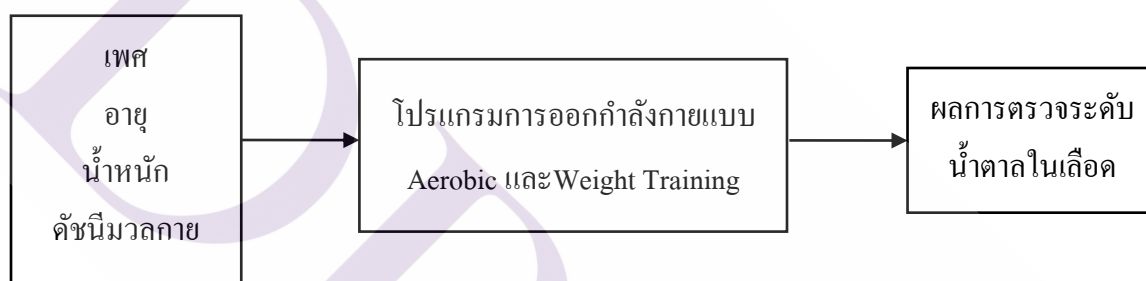 เพศ
อายุ
น้ำหนัก
ดัชนีมวลกาย
โปรแกรมการออกกำลังกายแบบ
Aerobic และWeight Training
ผลการตรวจระดับ
น้ำตาลในเลือด